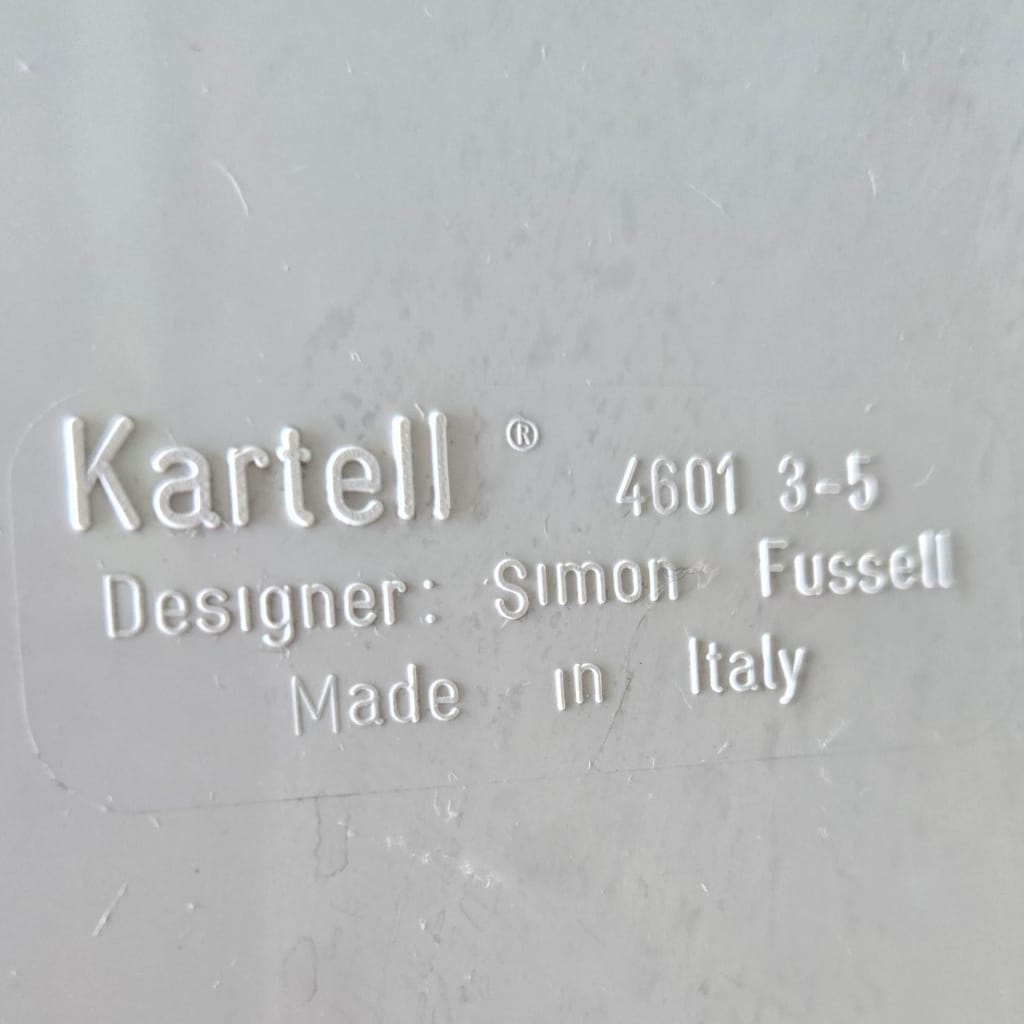 Kartell ® 4601 3-5
Designer: Simon Fussell
Made in Italy